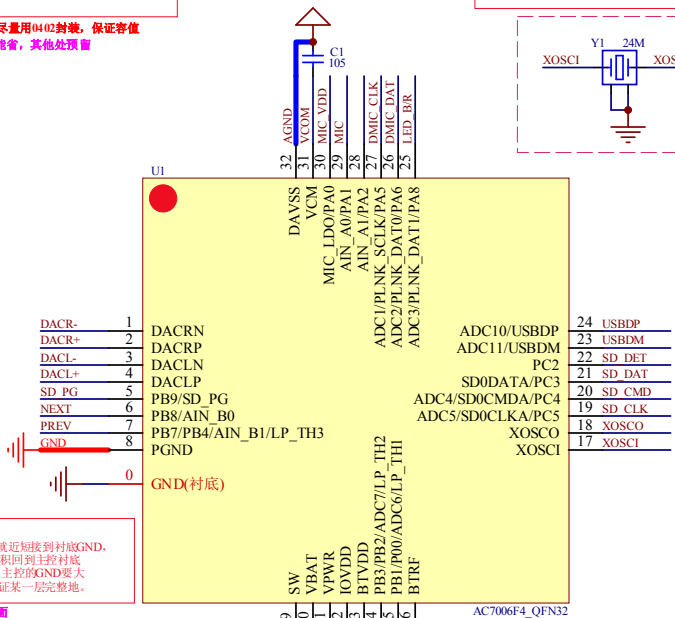 尽量用0402封装，保证容值
能省，其他处预留
C1
105
Y1
24M
XOSCI
AGND
VCOM
MIC_VDD
MIC
DMIC_CLK
DMIC_DAT
LED_B/R
32
31
30
29
28
27
26
25
U1
DAVSS
VCM
MIC_LDO/PA0
AIN_A0/PA1
AIN_A1/PA2
ADC1/PLNK_SCLK/PA5
ADC2/PLNK_DAT0/PA6
ADC3/PLNK_DAT1/PA8
DACR- 1 DACRN
DACR+ 2 DACRP
DACL- 3 DACLN
DACL+ 4 DACLP
SD_PG 5 PB9/SD_PG
NEXT 6 PB8/AIN_B0
PREV 7 PB7/PB4/AIN_B1/LP_TH3
GND 8 PGND
0 GND(衬底)
ADC10/USBDP 24 USBDP
ADC11/USBDM 23 USBDM
PC2 22 SD_DET
SD0DATA/PC3 21 SD_DAT
ADC4/SD0CMDA/PC4 20 SD_CMD
ADC5/SD0CLKA/PC5 19 SD_CLK
XOSCO 18 XOSCO
XOSCI 17 XOSCI
SW
VBAT
VPWR
IOVDD
BTVDD
PB3/PB2/ADC7/LP_TH2
PB1/P00/ADC6/LP_TH1
BTRF
就近短接到衬底GND，
积回到主控衬底
主控的GND要大
证某一层完整地。
面
AC7006F4_QFN32